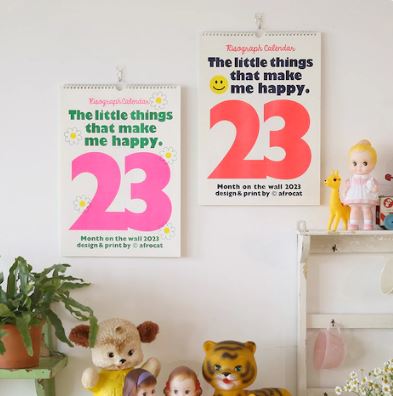 Risograph Calendar
The little things
that make
me happy.
23
Month on the wall 2023
design & print by © afrocat
Risograph Calendar
The little things
that make
me happy.
23
Month on the wall 2023
design & print by © afrocat